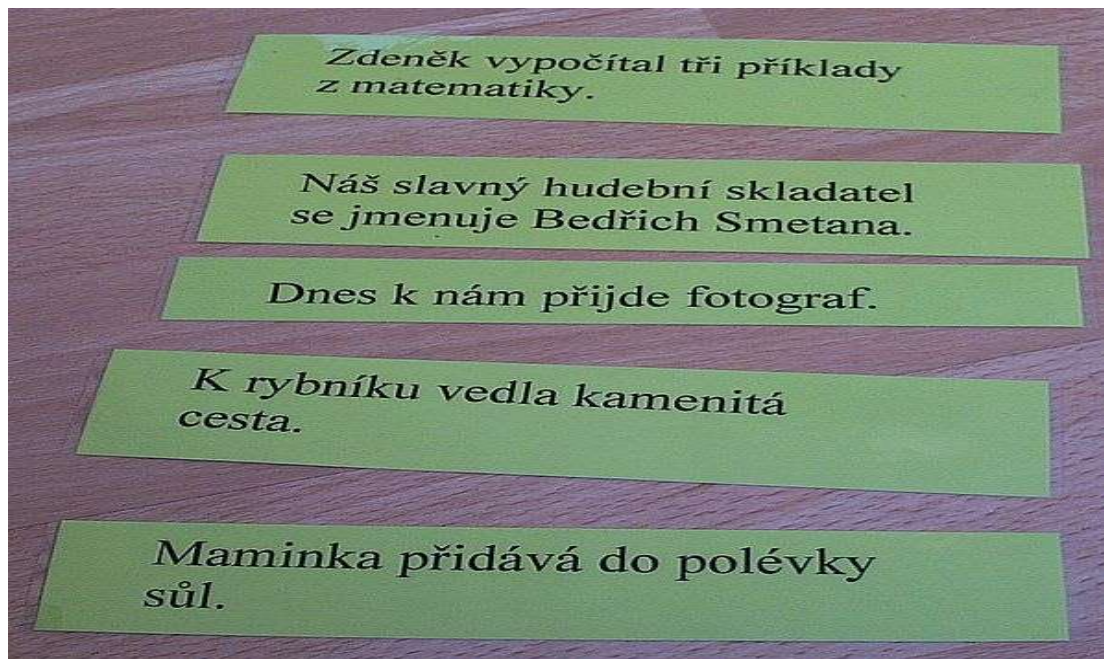 Zdeněk vypočítal tři příklady
z matematiky.
Náš slavný hudební skladatel
se jmenuje Bedřich Smetana.
Dnes k nám přijde fotograf.
K rybníku vedla kamenitá
cesta.
Maminka přidává do polévky
sůl.